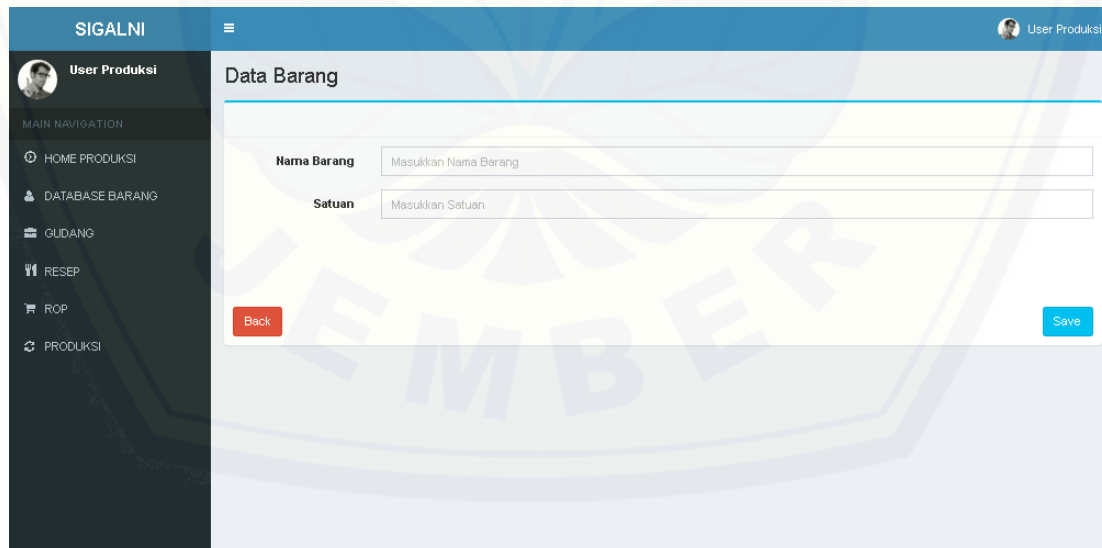 SIGALNI
User Produksi
User Produksi
Data Barang
MAIN NAVIGATION
HOME PRODUKSI
DATABASE BARANG
GUDANG
RESEP
ROP
PRODUKSI
Nama Barang
Masukkan Nama Barang
Satuan
Masukkan Satuan
Back
Save
JEMBER